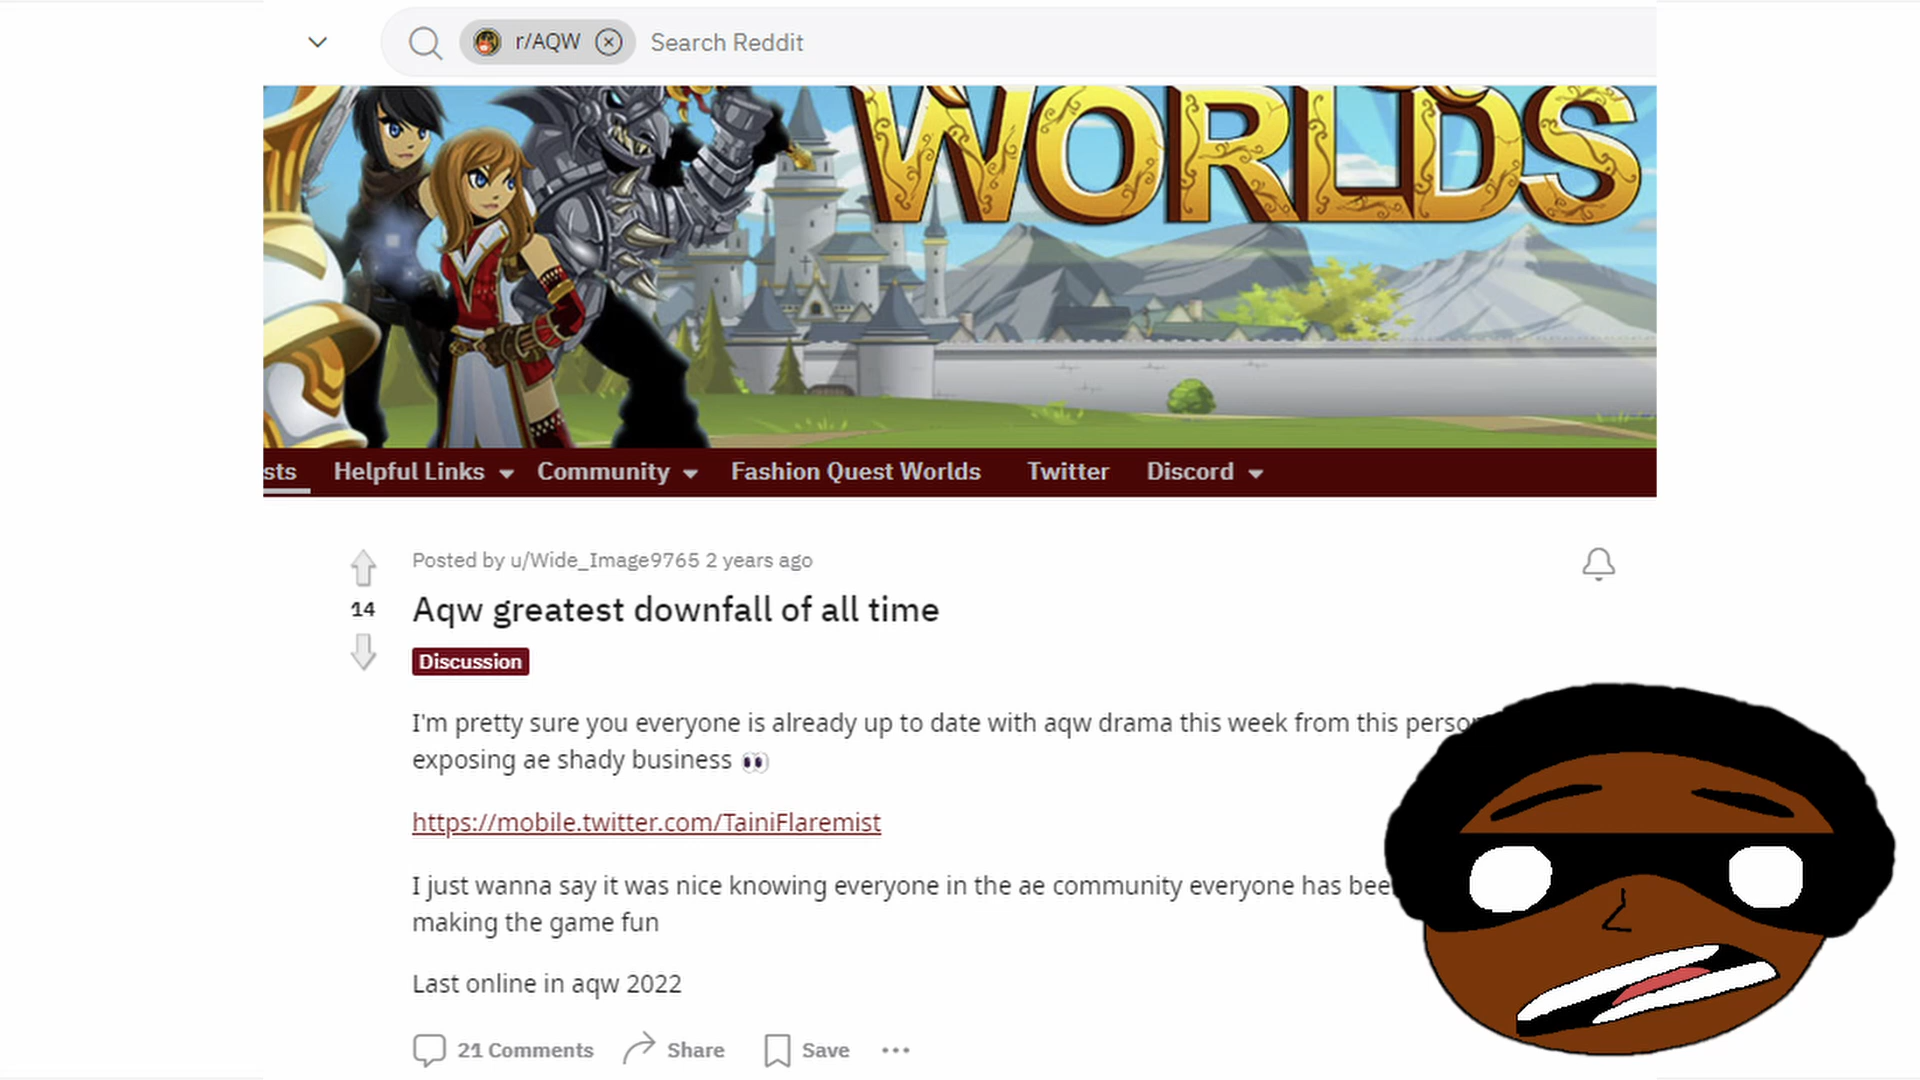 r/AQW Search Reddit
WORLDS
sts Helpful Links Community Fashion Quest Worlds Twitter Discord
Posted by u/Wide_Image9765 2 years ago
14
Aqw greatest downfall of all time
Discussion
I'm pretty sure you everyone is already up to date with aqw drama this week from this person
exposing ae shady business 👀
https://mobile.twitter.com/TainiFlaremist
I just wanna say it was nice knowing everyone in the ae community everyone has been
making the game fun
Last online in aqw 2022
21 Comments Share Save